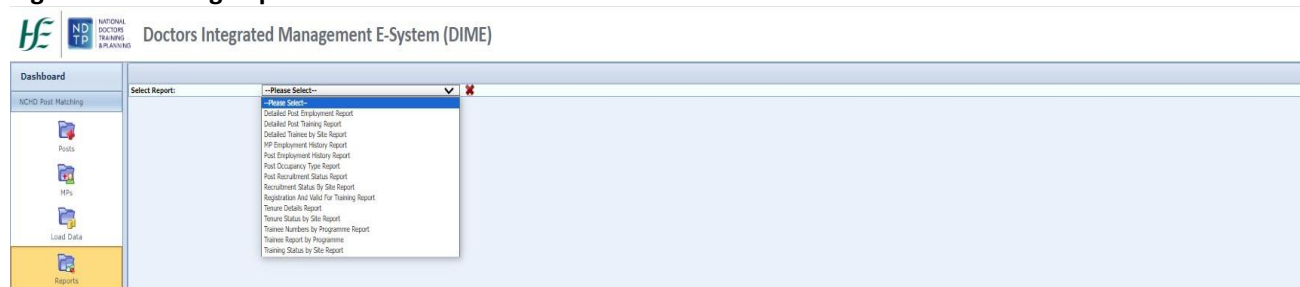 HE
ND
TP
NATIONAL
DOCTORS
TRAINING
& PLANNING
Doctors Integrated Management E-System (DIME)
Dashboard
NCHD Post Matching
Posts
MPs
Load Data
Reports
Select Report:
--Please Select--
--Please Select--
Detailed Post Employment Report
Detailed Post Training Report
Detailed Trainee by Site Report
MP Employment History Report
Post Employment History Report
Post Occupancy Type Report
Post Recruitment Status Report
Recruitment Status By Site Report
Registration And Valid For Training Report
Tenure Details Report
Tenure Status by Site Report
Trainee Numbers by Programme Report
Trainee Report by Programme
Training Status by Site Report